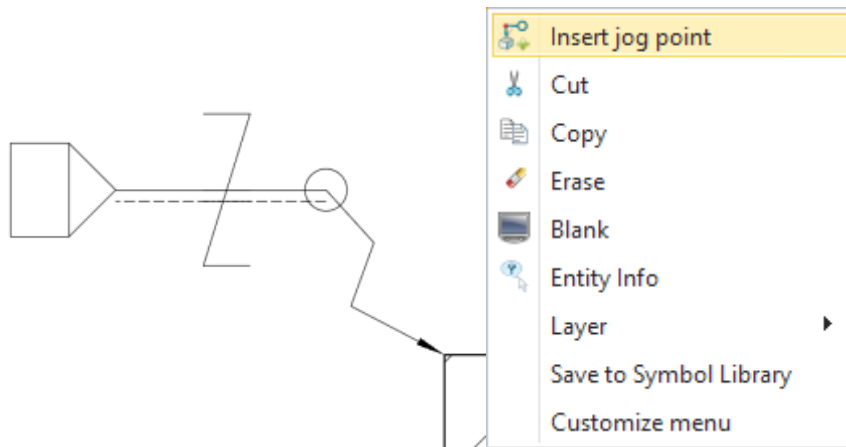 Insert jog point
Cut
Copy
Erase
Blank
Entity Info
Layer
Save to Symbol Library
Customize menu